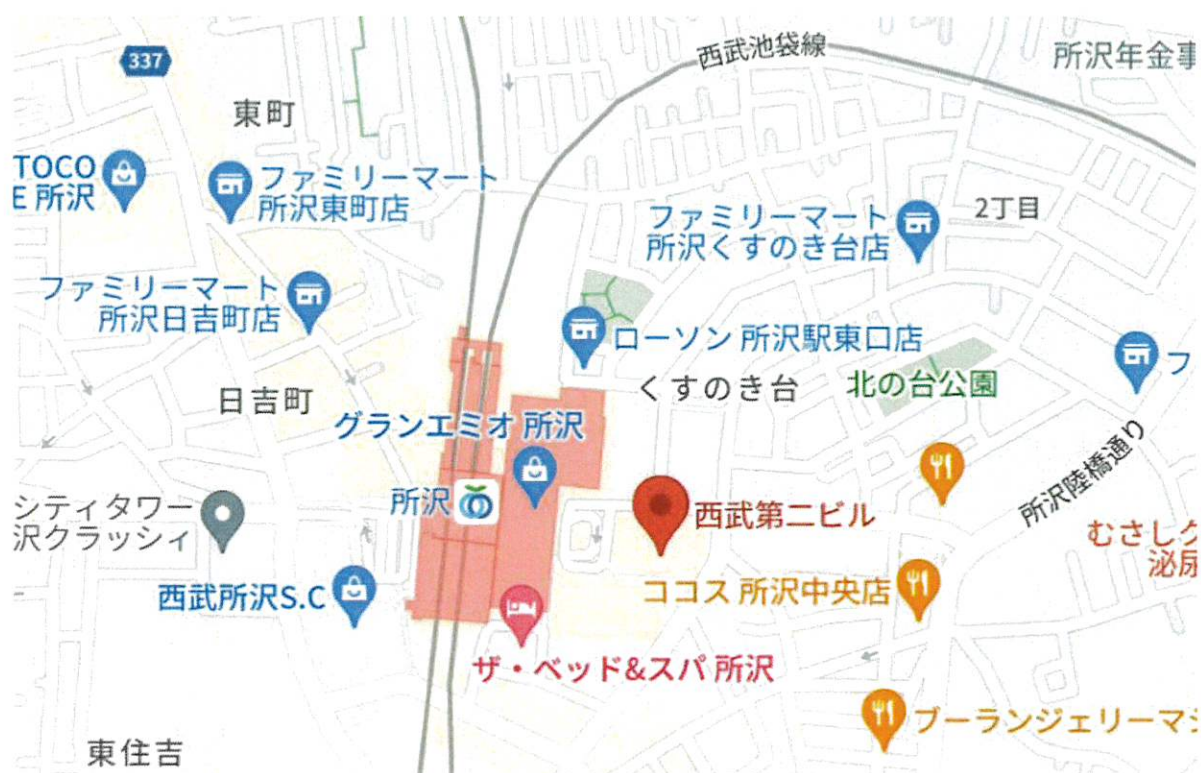 西武池袋線
所沢年金事
337
東町
TOCO
E 所沢
ファミリーマート
所沢東町店
ファミリーマート
所沢くすのき台店
2丁目
ファミリーマート
所沢日吉町店
ローソン 所沢駅東口店
フ
日吉町
くすのき台
北の台公園
グランエミオ 所沢
所沢
シティタワー
沢クラッシィ
西武第二ビル
所沢陸橋通り
むさしク
泌尿
西武所沢S.C
ココス 所沢中央店
ザ・ベッド&スパ 所沢
ブーランジェリーマ
東住吉